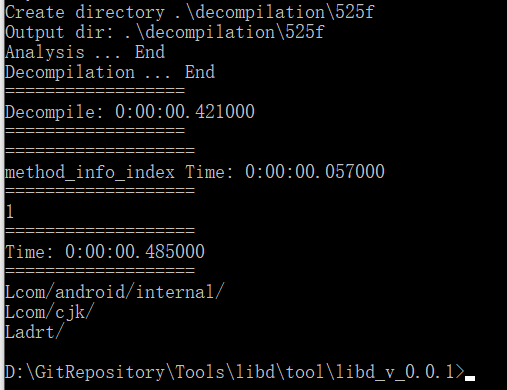 Create directory .\decompilation\525f
Output dir: .\decompilation\525f
Analysis ... End
Decompilation ... End
==================
Decompile: 0:00:00.421000
==================
===================
method_info_index Time: 0:00:00.057000
===================
1
===================
Time: 0:00:00.485000
===================
Lcom/android/internal/
Lcom/cjk/
Ladrt/
D:\GitRepository\Tools\libd\tool\libd_v_0.0.1>